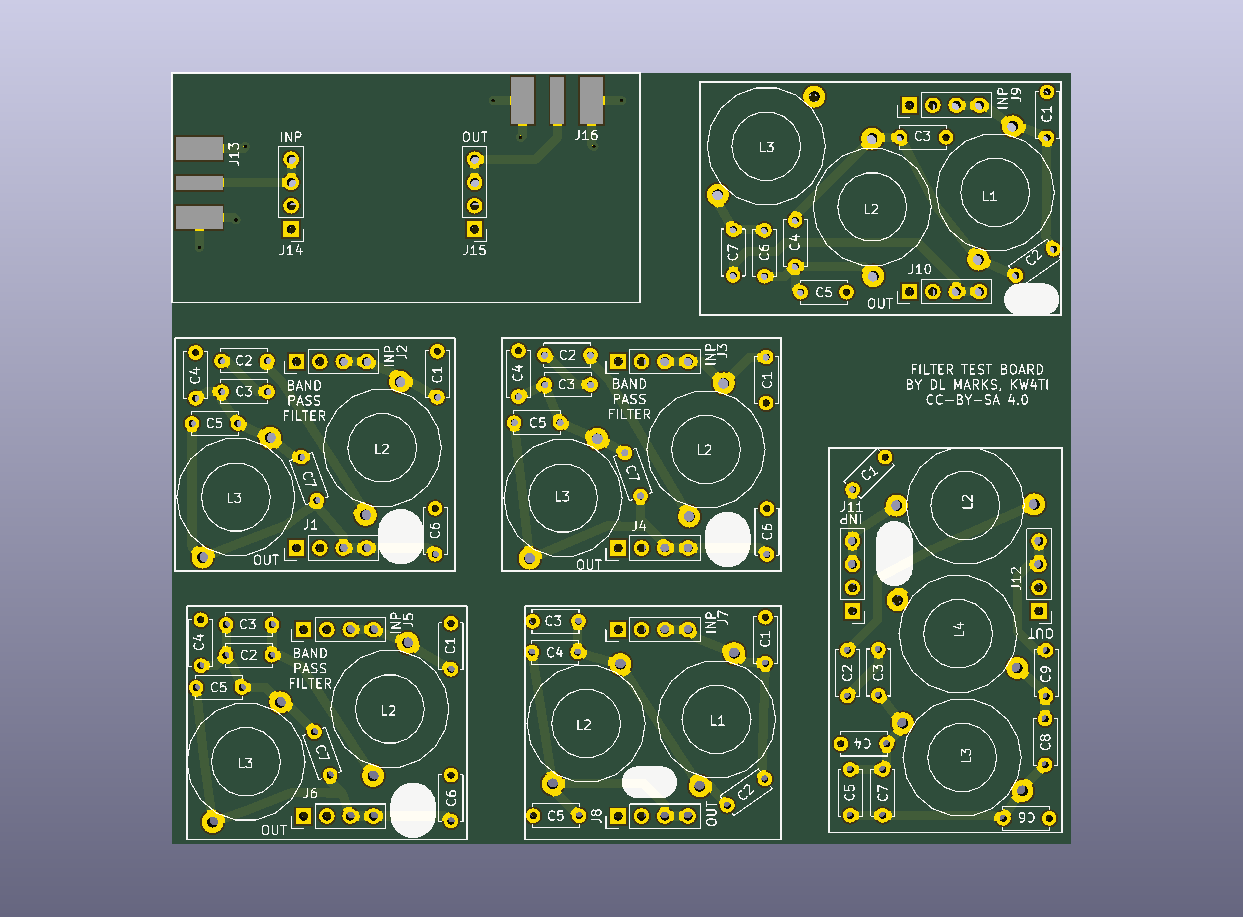 INP
OUT
J16
J13
J14
J15
INP
J9
C1
C3
L3
L2
L1
C7
C6
C4
C2
C5
J10
OUT
FILTER TEST BOARD
BY DL MARKS, KW4TI
CC-BY-SA 4.0
C4
C2
C3
INP
J2
C1
BAND
PASS
FILTER
C5
L2
L3
C7
J1
C6
OUT
C4
C2
C3
INP
J3
C1
BAND
PASS
FILTER
C5
L2
L3
C7
J4
C6
OUT
C1
L2
J11
INP
J12
OUT
L4
C2
C3
C9
C4
L3
C8
C5
C7
C6
C4
C3
C2
INP
J5
C1
BAND
PASS
FILTER
C5
L2
L3
C7
J6
C6
OUT
C3
C4
INP
J7
C1
L2
L1
C2
C5
J8
OUT